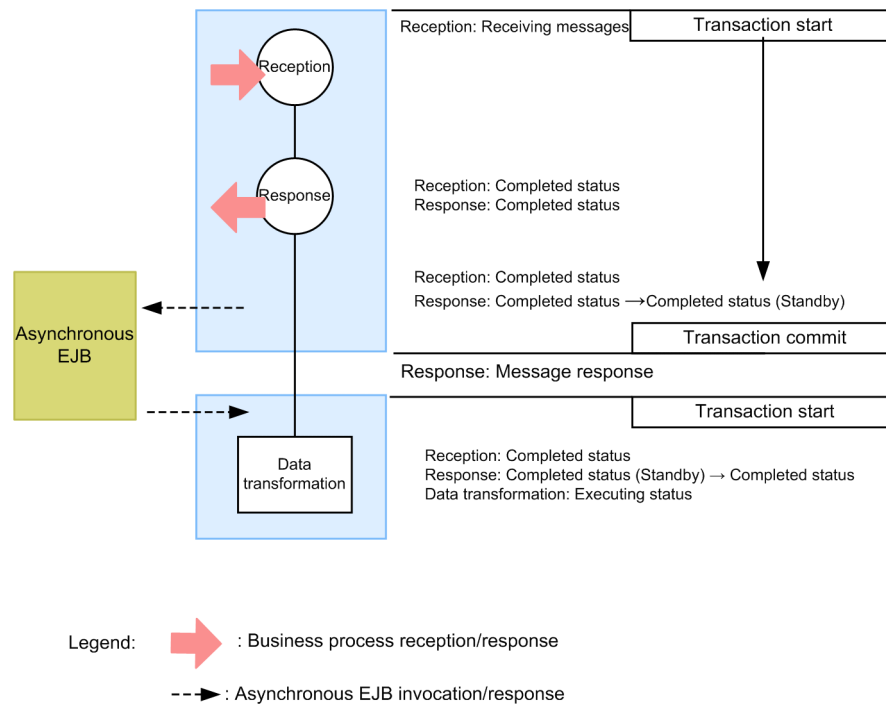 Reception: Receiving messages
Transaction start
Reception
Response
Reception: Completed status
Response: Completed status
Reception: Completed status
Response: Completed status →Completed status (Standby)
Asynchronous
EJB
Transaction commit
Response: Message response
Transaction start
Data
transformation
Reception: Completed status
Response: Completed status (Standby) → Completed status
Data transformation: Executing status
Legend:
: Business process reception/response
: Asynchronous EJB invocation/response